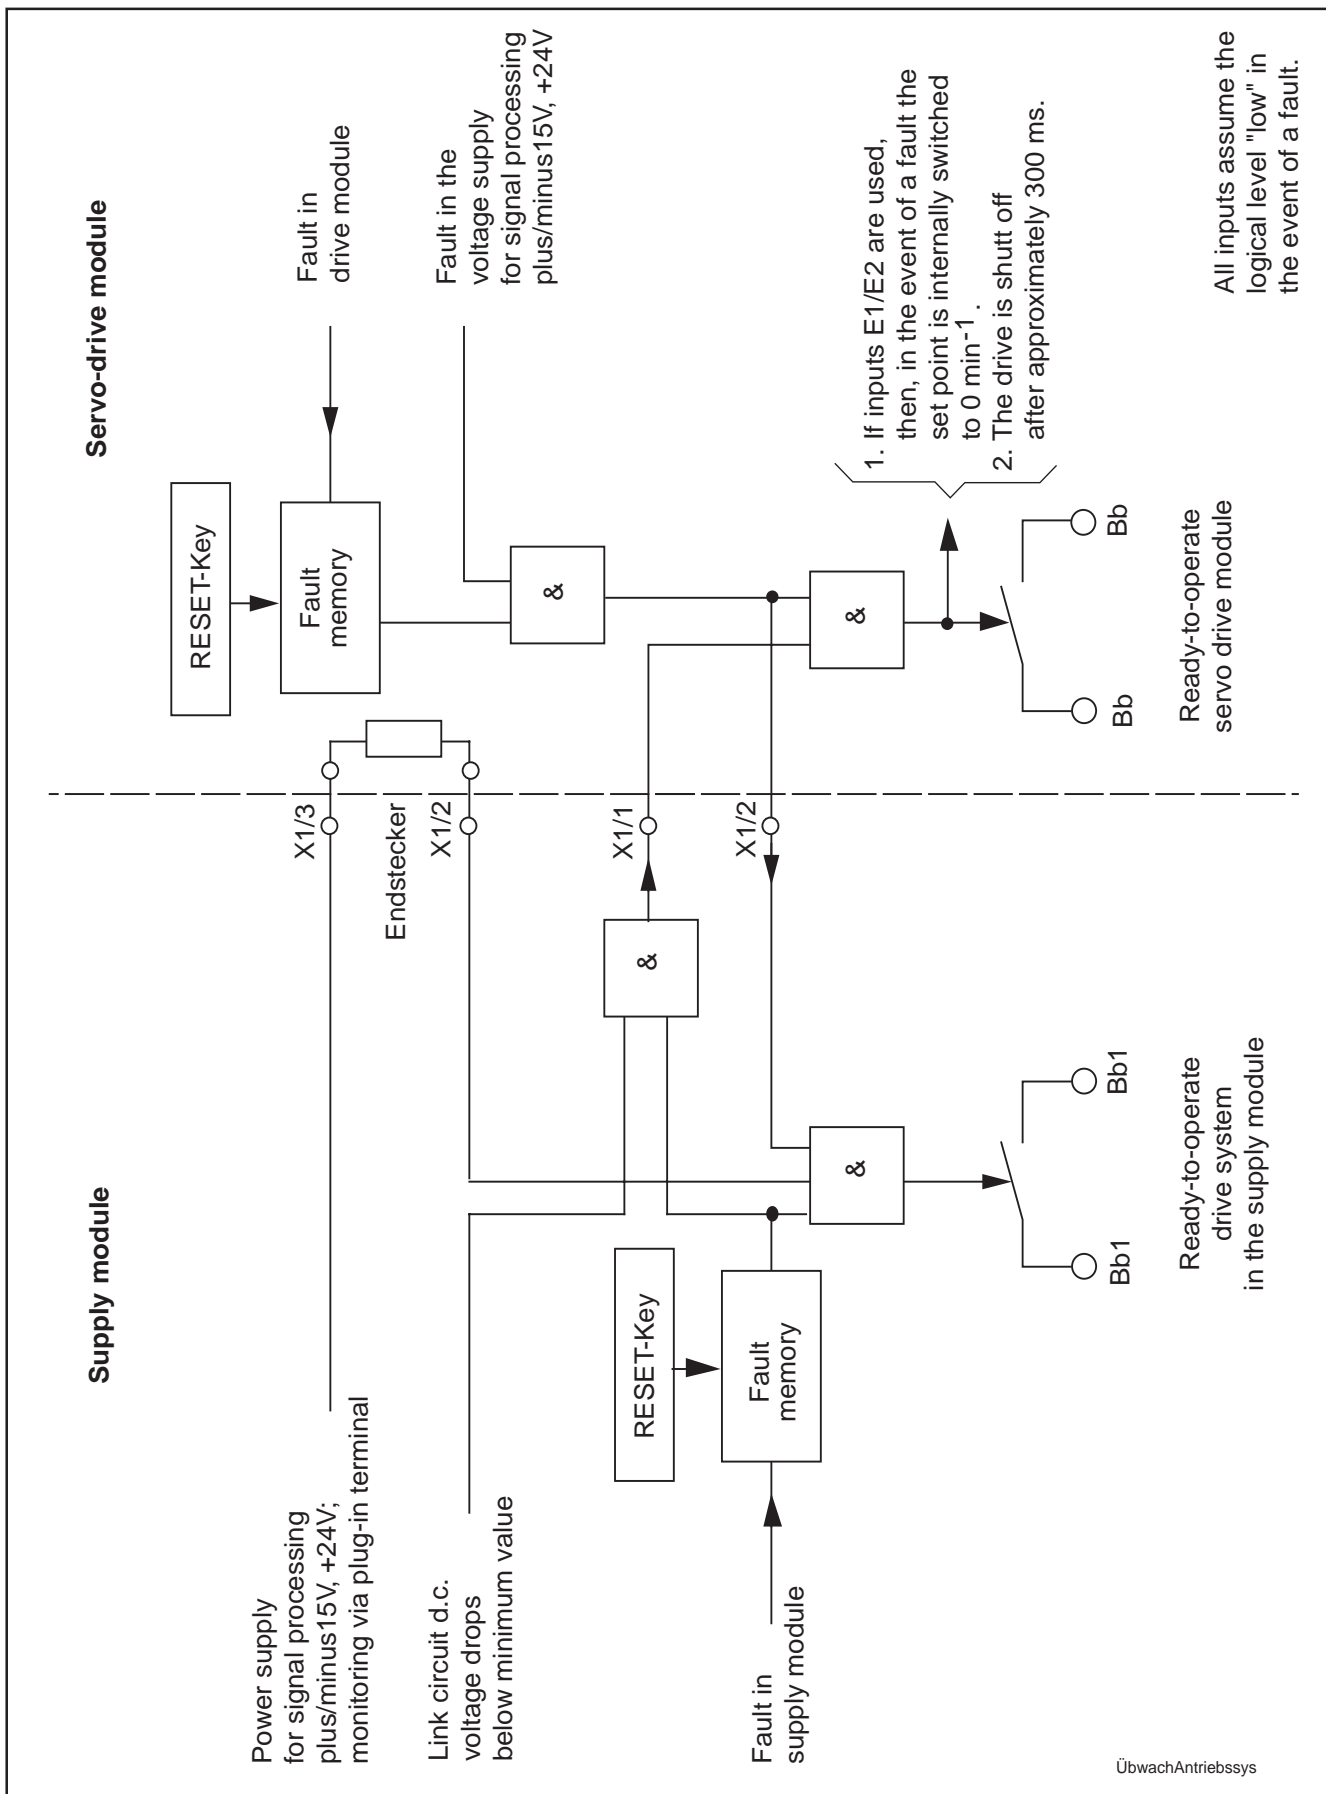 Supply module
Servo-drive module
Power supply
for signal processing
plus/minus15V, +24V;
monitoring via plug-in terminal
X1/3
Endstecker
X1/2
RESET-Key
Fault
memory
Fault in
drive module
Link circuit d.c.
voltage drops
below minimum value
Fault in the
voltage supply
for signal processing
plus/minus15V, +24V
&
&
X1/1
X1/2
RESET-Key
Fault
memory
Fault in
supply module
&
&
1. If inputs E1/E2 are used,
then, in the event of a fault the
set point is internally switched
to 0 min-1 .
2. The drive is shutt off
after approximately 300 ms.
Bb1
Bb1
Bb
Bb
Ready-to-operate
drive system
in the supply module
Ready-to-operate
servo drive module
All inputs assume the
logical level "low" in
the event of a fault.
ÜbwachAntriebssys